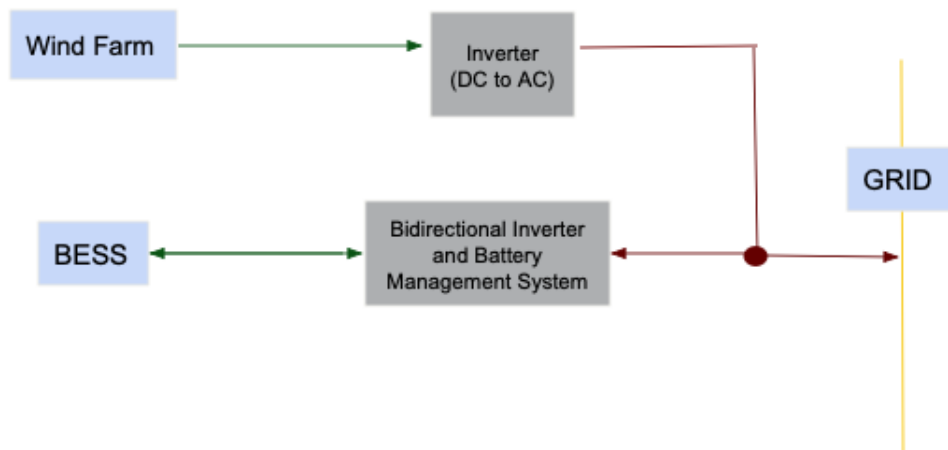 Wind Farm
Inverter
(DC to AC)
GRID
BESS
Bidirectional Inverter
and Battery
Management System